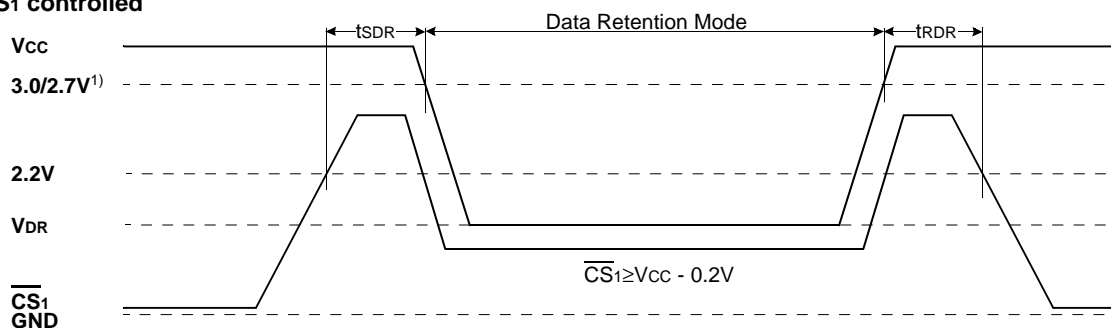 S1 controlled
tSDR
Data Retention Mode
tRDR
VCC
3.0/2.7V1)
2.2V
VDR
CS1≥VCC - 0.2V
CS1
GND